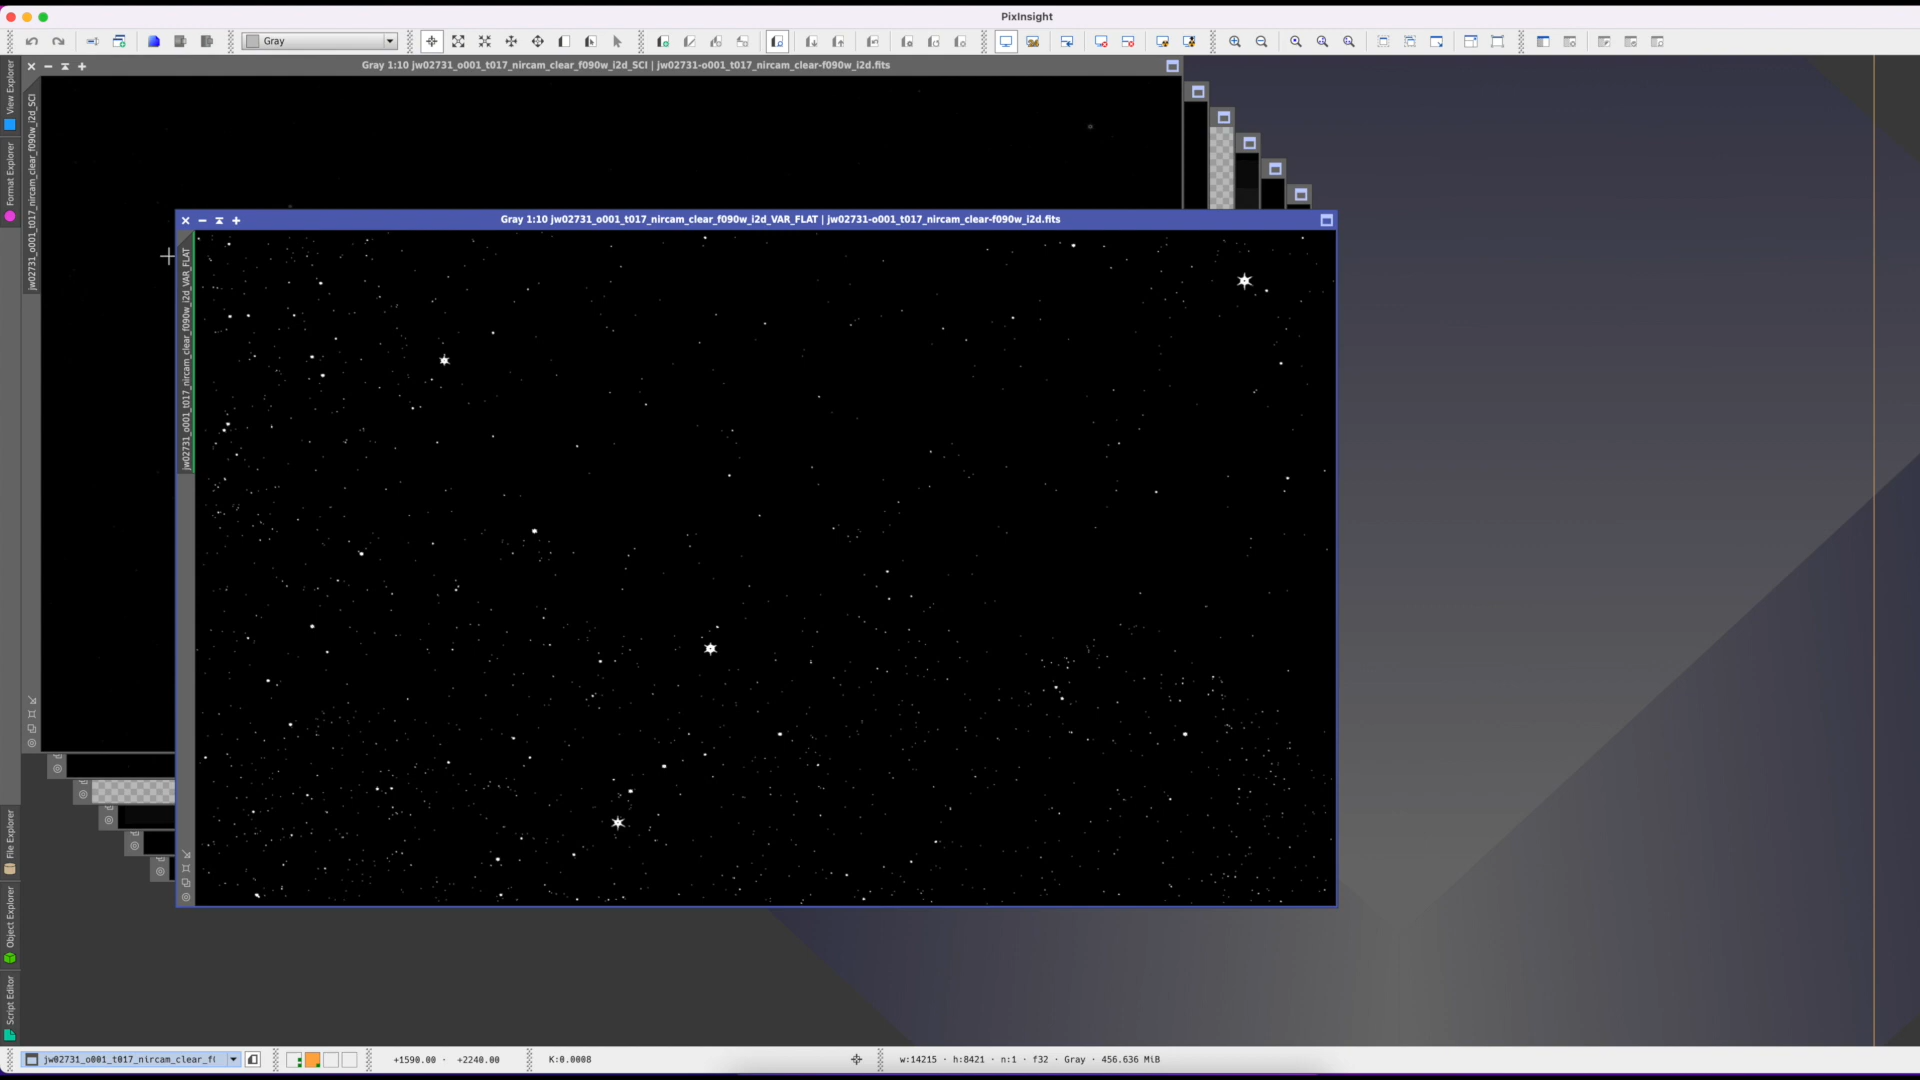 PixInsight
Gray
Gray 1:10 jw02731_o001_t017_nircam_clear_f090w_i2d_SCI | jw02731-o001_t017_nircam_clear-f090w_i2d.fits
View Explorer
Format Explorer
jw02731_o001_t017_nircam_clear_f090w_i2d_SCI
Gray 1:10 jw02731_o001_t017_nircam_clear_f090w_i2d_VAR_FLAT | jw02731-o001_t017_nircam_clear-f090w_i2d.fits
jw02731_o001_t017_nircam_clear_f090w_i2d_VAR_FLAT
File Explorer
Object Explorer
Script Editor
jw02731_o001_t017_nircam_clear_f(
+1590.00 · +2240.00
K:0.0008
w:14215 · h:8421 · n:1 · f32 · Gray · 456.636 MiB